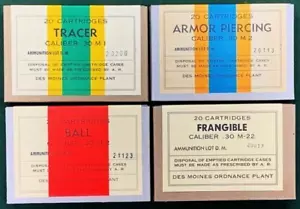 20 CARTRIDGES
TRACER
CALIBER .30 M-1
AMMUNITION LOT D. M.
DISPOSAL OF EMPTIED CARTRIDGE CASES
MUST BE MADE AS PRESCRIBED BY A. R.
DES MOINES ORDNANCE PLANT
20 CARTRIDGES
ARMOR PIERCING
CALIBER .30 M-2
AMMUNITION LOT D. M.
DISPOSAL OF EMPTIED CARTRIDGE CASES
MUST BE MADE AS PRESCRIBED BY A. R.
DES MOINES ORDNANCE PLANT
BALL
21123
20 CARTRIDGES
FRANGIBLE
CALIBER .30 M-22
AMMUNITION LOT D. M.
DISPOSAL OF EMPTIED CARTRIDGE CASES
MUST BE MADE AS PRESCRIBED BY A. R.
DES MOINES ORDNANCE PLANT